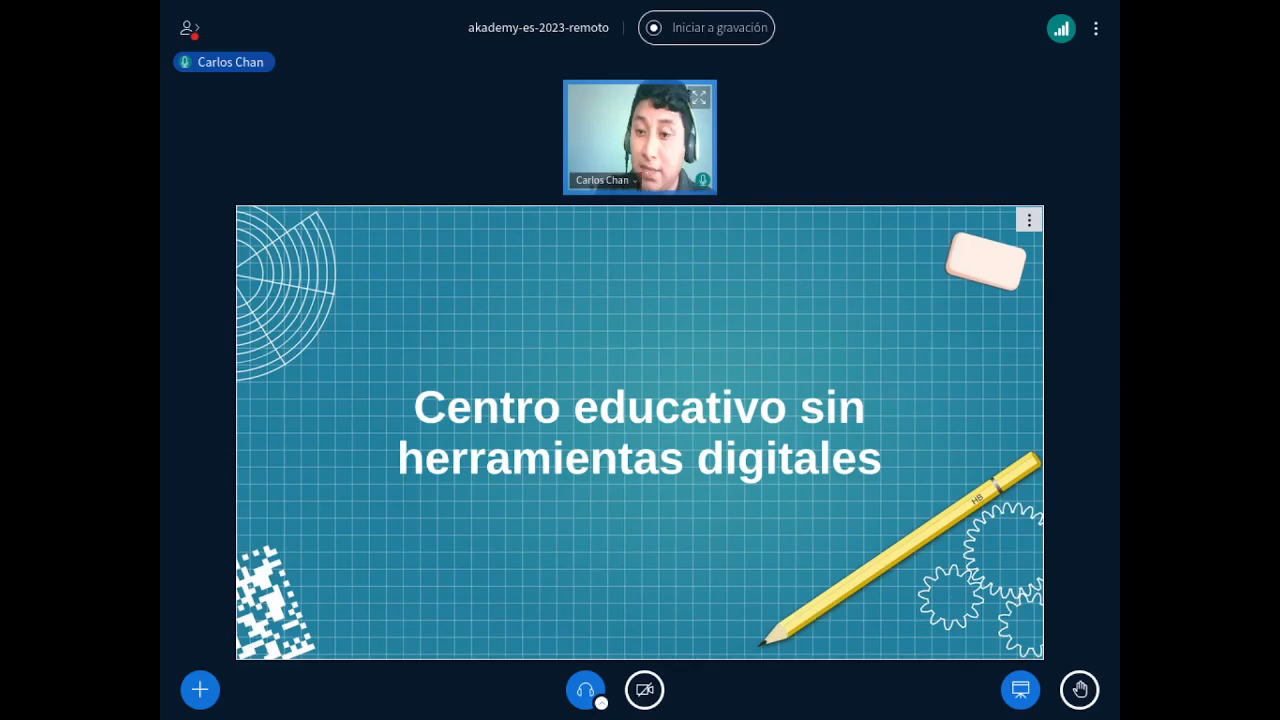 akademy-es-2023-remoto
Iniciar a gravación
Carlos Chan
Carlos Chan
Centro educativo sin
herramientas digitales
HB